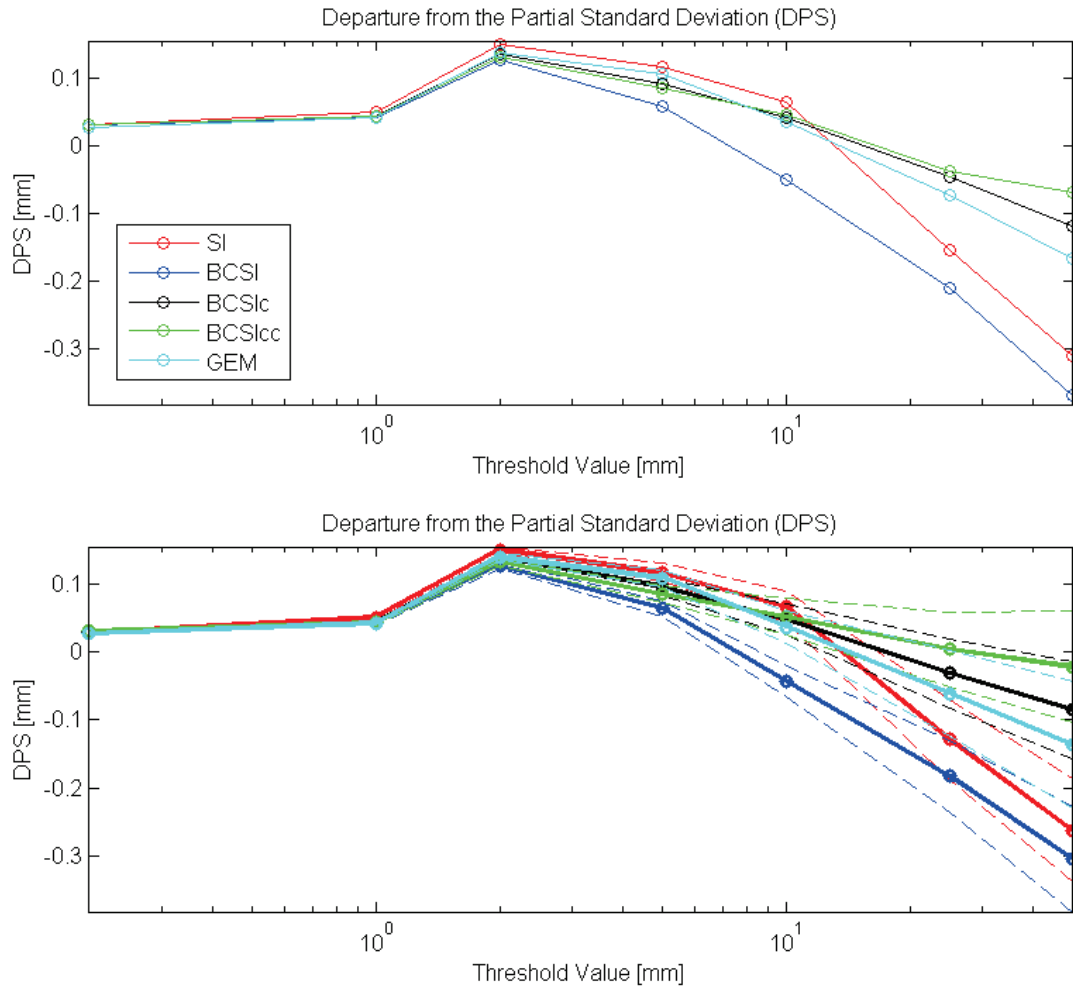 Departure from the Partial Standard Deviation (DPS)
0.1
0
-0.1
-0.2
-0.3
DPS [mm]
SI
BCSI
BCSIc
BCSIcc
GEM
10^0
10^1
Threshold Value [mm]
Departure from the Partial Standard Deviation (DPS)
0.1
0
-0.1
-0.2
-0.3
DPS [mm]
10^0
10^1
Threshold Value [mm]